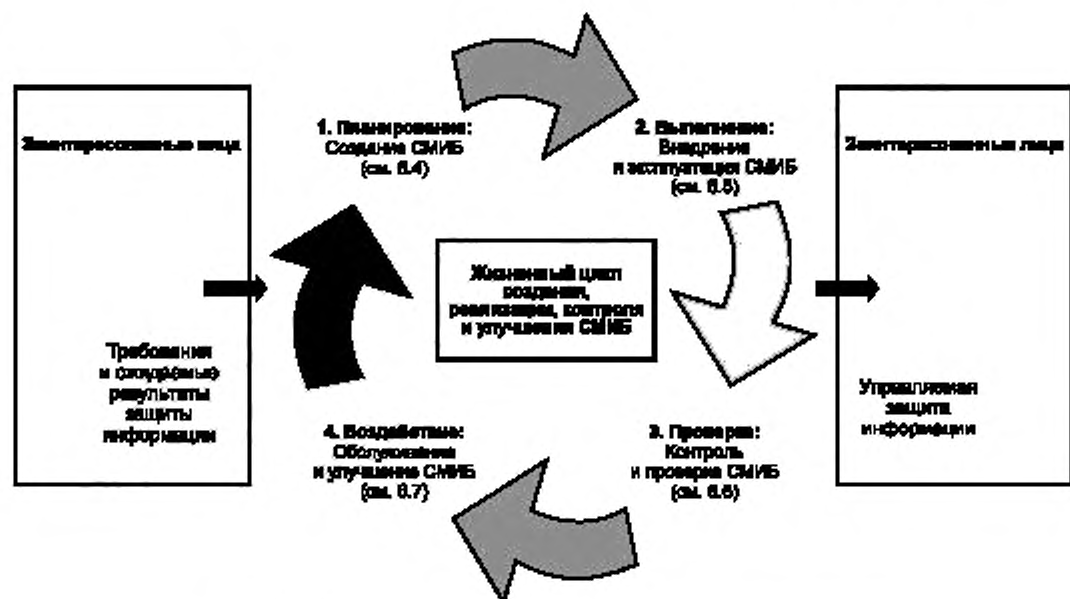 Заинтересованные лица
Требования
и ожидаемые
результаты
защиты
информации
1. Планирование:
Создание СМИБ
(см. 6.4)
2. Выполнение:
Внедрение
и эксплуатация СМИБ
(см. 6.5)
Жизненный цикл
создания,
реализации, контроля
и улучшения СМИБ
4. Воздействие:
Обслуживание
и улучшение СМИБ
(см. 6.7)
3. Проверка:
Контроль
и проверка СМИБ
(см. 6.6)
Заинтересованные лица
Управляемая
защита
информации